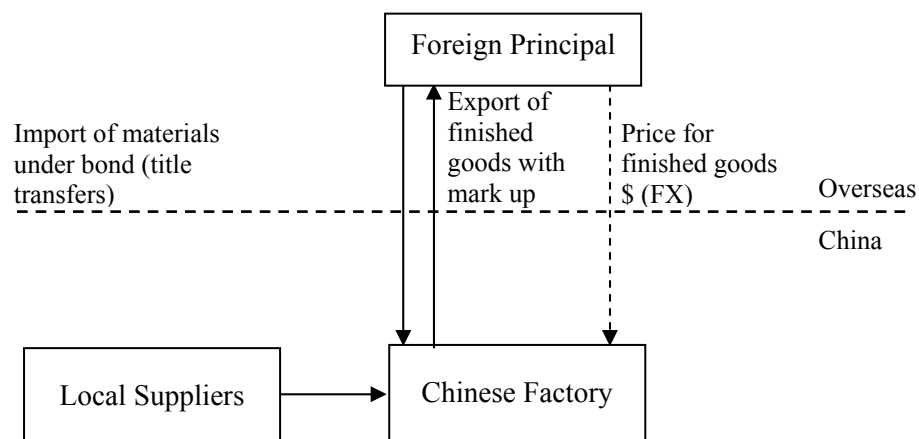 Foreign Principal
Import of materials
under bond (title
transfers)
Export of
finished
goods with
mark up
Price for
finished goods
$ (FX)
Overseas
China
Local Suppliers
Chinese Factory